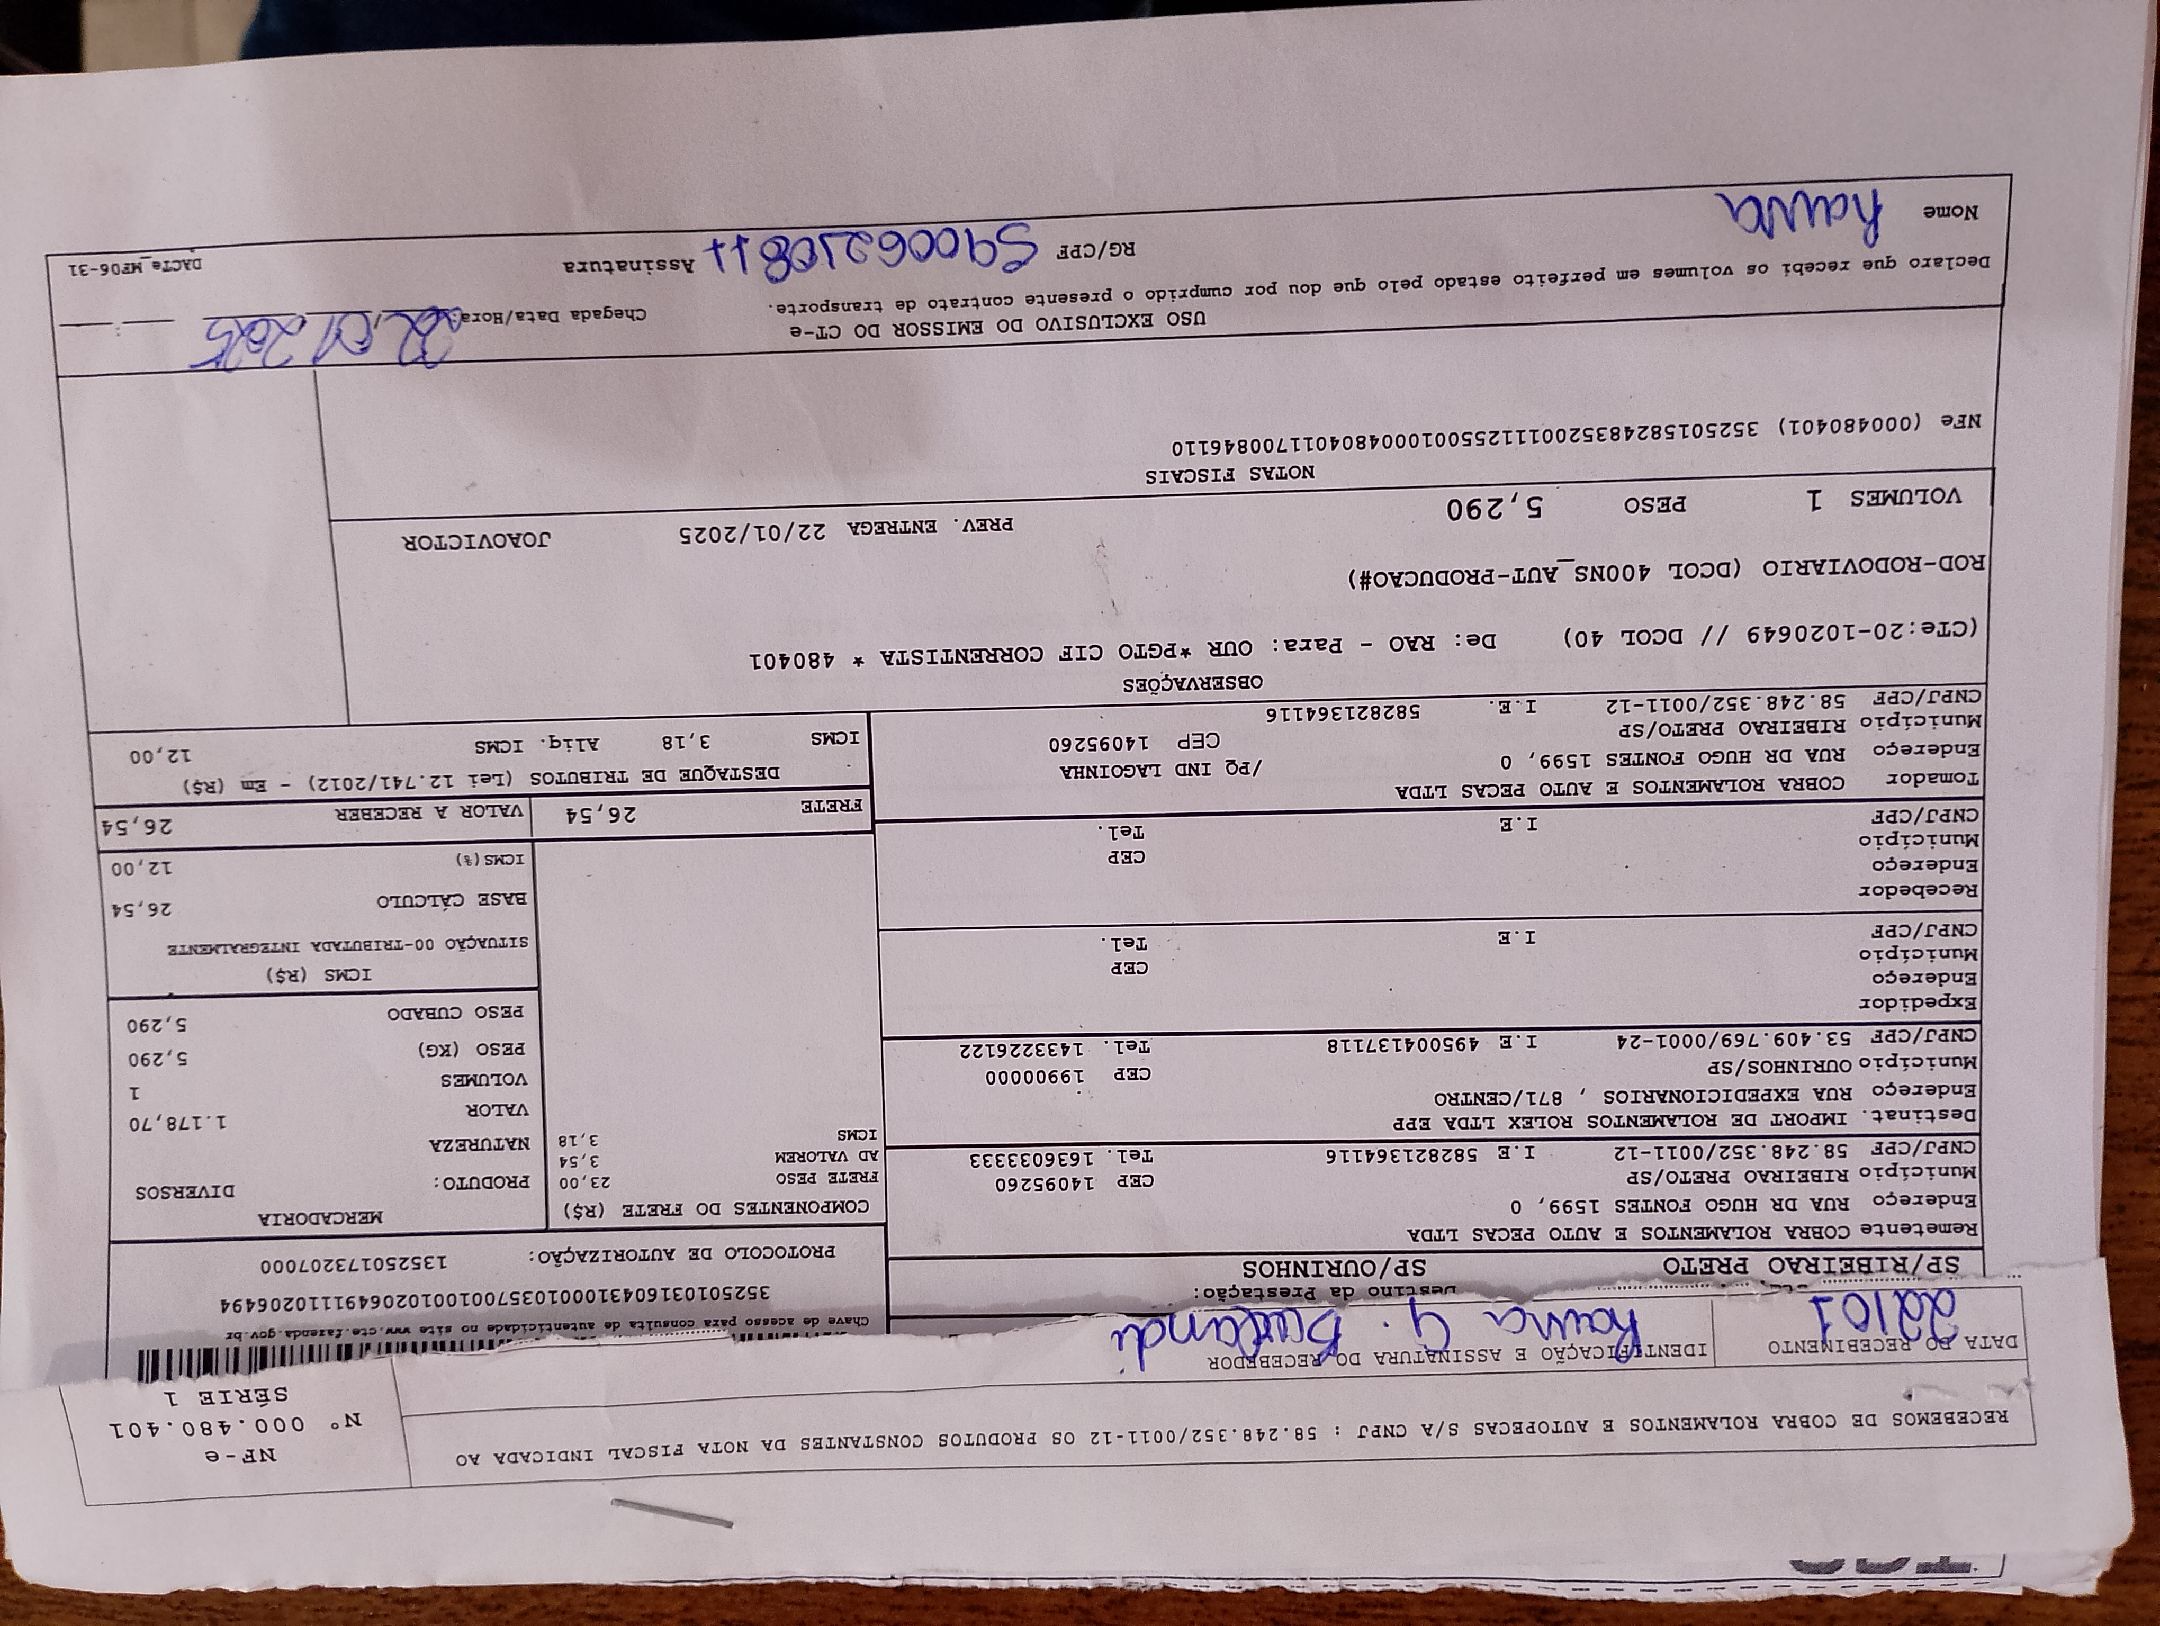 RECEBEMOS DE COBRA ROLAMENTOS E AUTOPECAS S/A CNPJ : 58.248.352/0011-12 OS PRODUTOS CONSTANTES DA NOTA FISCAL INDICADA AO
NF-e
Nº 000.480.401
SÉRIE 1
DATA DO RECEBIMENTO
22/01
IDENTIFICAÇÃO E ASSINATURA DO RECEBEDOR
Chave de acesso para consulta de autenticidade no site www.cte.fazenda.gov.br
Destino da Prestação:
SP/RIBEIRAO PRETO SP/OURINHOS
PROTOCOLO DE AUTORIZAÇÃO: 135250173207000
Remetente COBRA ROLAMENTOS E AUTO PECAS LTDA
Endereço RUA DR HUGO FONTES 1599, 0
Município RIBEIRAO PRETO/SP CEP 14095260
CNPJ/CPF 58.248.352/0011-12 I.E 582821364116 Tel. 1636033333
Destinat. IMPORT DE ROLAMENTOS ROLEX LTDA EPP
Endereço RUA EXPEDICIONARIOS , 871/CENTRO
Município OURINHOS/SP CEP 19900000
CNPJ/CPF 53.409.769/0001-24 I.E 495004137118 Tel. 1433226122
Expedidor
Endereço
Município CEP
CNPJ/CPF I.E Tel.
Recebedor
Endereço
Município CEP
CNPJ/CPF I.E Tel.
Tomador COBRA ROLAMENTOS E AUTO PECAS LTDA
Endereço RUA DR HUGO FONTES 1599, 0 /PQ IND LAGOINHA
Município RIBEIRAO PRETO/SP CEP 14095260
CNPJ/CPF 58.248.352/0011-12 I.E. 582821364116
COMPONENTES DO FRETE (R$)
FRETE PESO 23,00
AD VALOREM 3,54
ICMS 3,18
MERCADORIA
PRODUTO: DIVERSOS
NATUREZA
VALOR 1.178,70
VOLUMES 1
PESO (KG) 5,290
PESO CUBADO 5,290
ICMS (R$)
SITUAÇÃO 00-TRIBUTADA INTEGRALMENTE
BASE CÁLCULO 26,54
ICMS(%) 12,00
FRETE 26,54 VALOR A RECEBER 26,54
DESTAQUE DE TRIBUTOS (Lei 12.741/2012) - Em (R$)
ICMS 3,18 Aliq. ICMS 12,00
OBSERVAÇÕES
(CTe:20-1020649 // DCOL 40) De: RAO - Para: OUR *PGTO CIF CORRENTISTA * 480401
ROD-RODOVIARIO (DCOL 400NS_AUT-PRODUCAO#)
VOLUMES 1 PESO 5,290 PREV. ENTREGA 22/01/2025 JOAOVICTOR
NOTAS FISCAIS
NFe (000480401) 35250158248352001112550010004804011700846110
USO EXCLUSIVO DO EMISSOR DO CT-e
Chegada Data/Hora: 22/01 2025
Declaro que recebi os volumes em perfeito estado pelo que dou por cumprido o presente contrato de transporte.
Nome RG/CPF Assinatura
DACTe_MF06-31